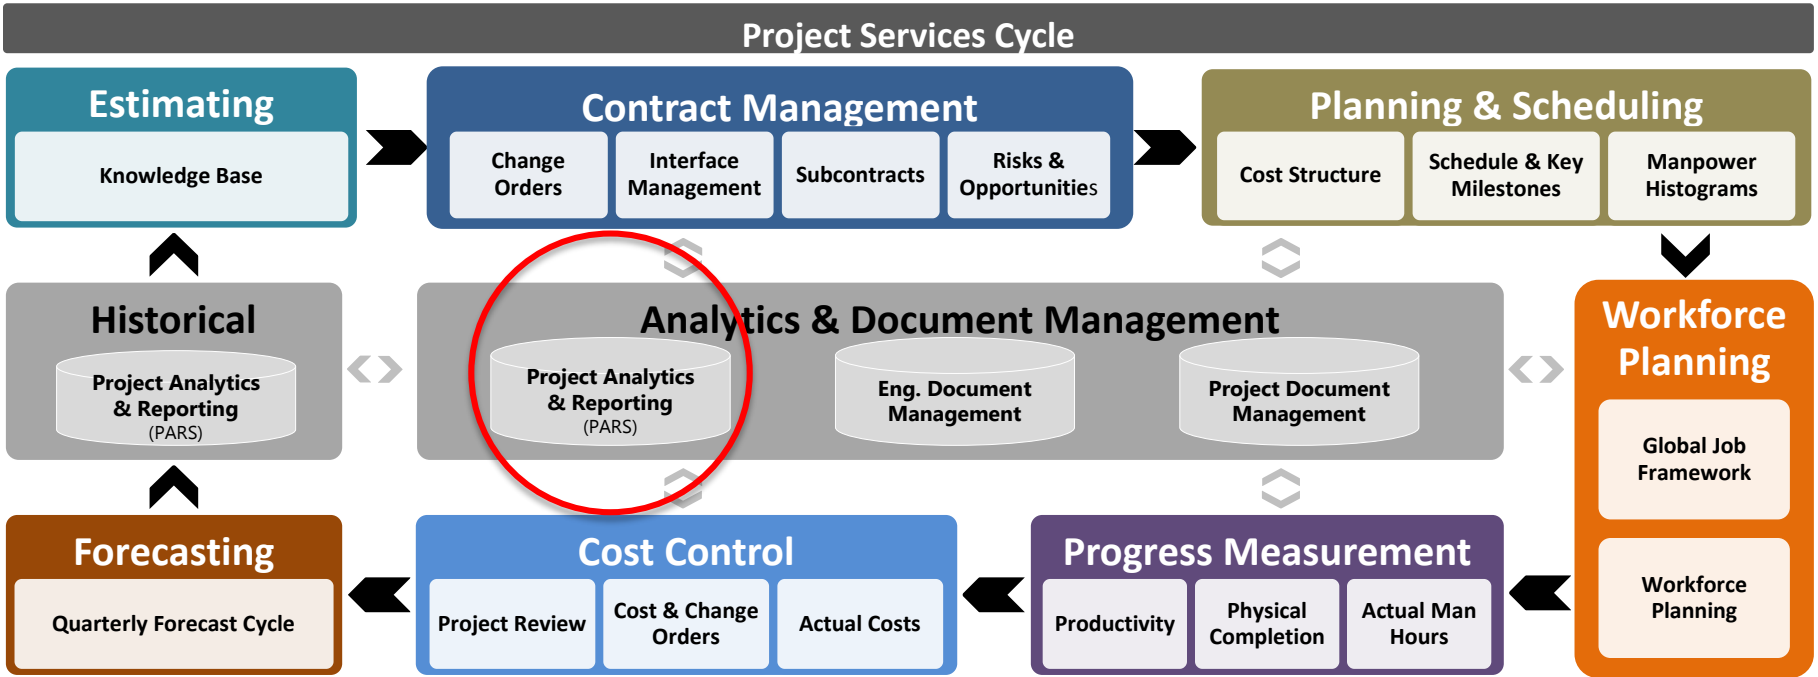 Project Services Cycle
Estimating
Knowledge Base
Contract Management
Change
Orders
Interface
Management
Subcontracts
Risks &
Opportunities
Planning & Scheduling
Cost Structure
Schedule & Key
Milestones
Manpower
Histograms
Historical
Project Analytics
& Reporting
(PARS)
Analytics & Document Management
Project Analytics
& Reporting
(PARS)
Eng. Document
Management
Project Document
Management
Workforce
Planning
Global Job
Framework
Workforce
Planning
Forecasting
Quarterly Forecast Cycle
Cost Control
Project Review
Cost & Change
Orders
Actual Costs
Progress Measurement
Productivity
Physical
Completion
Actual Man
Hours